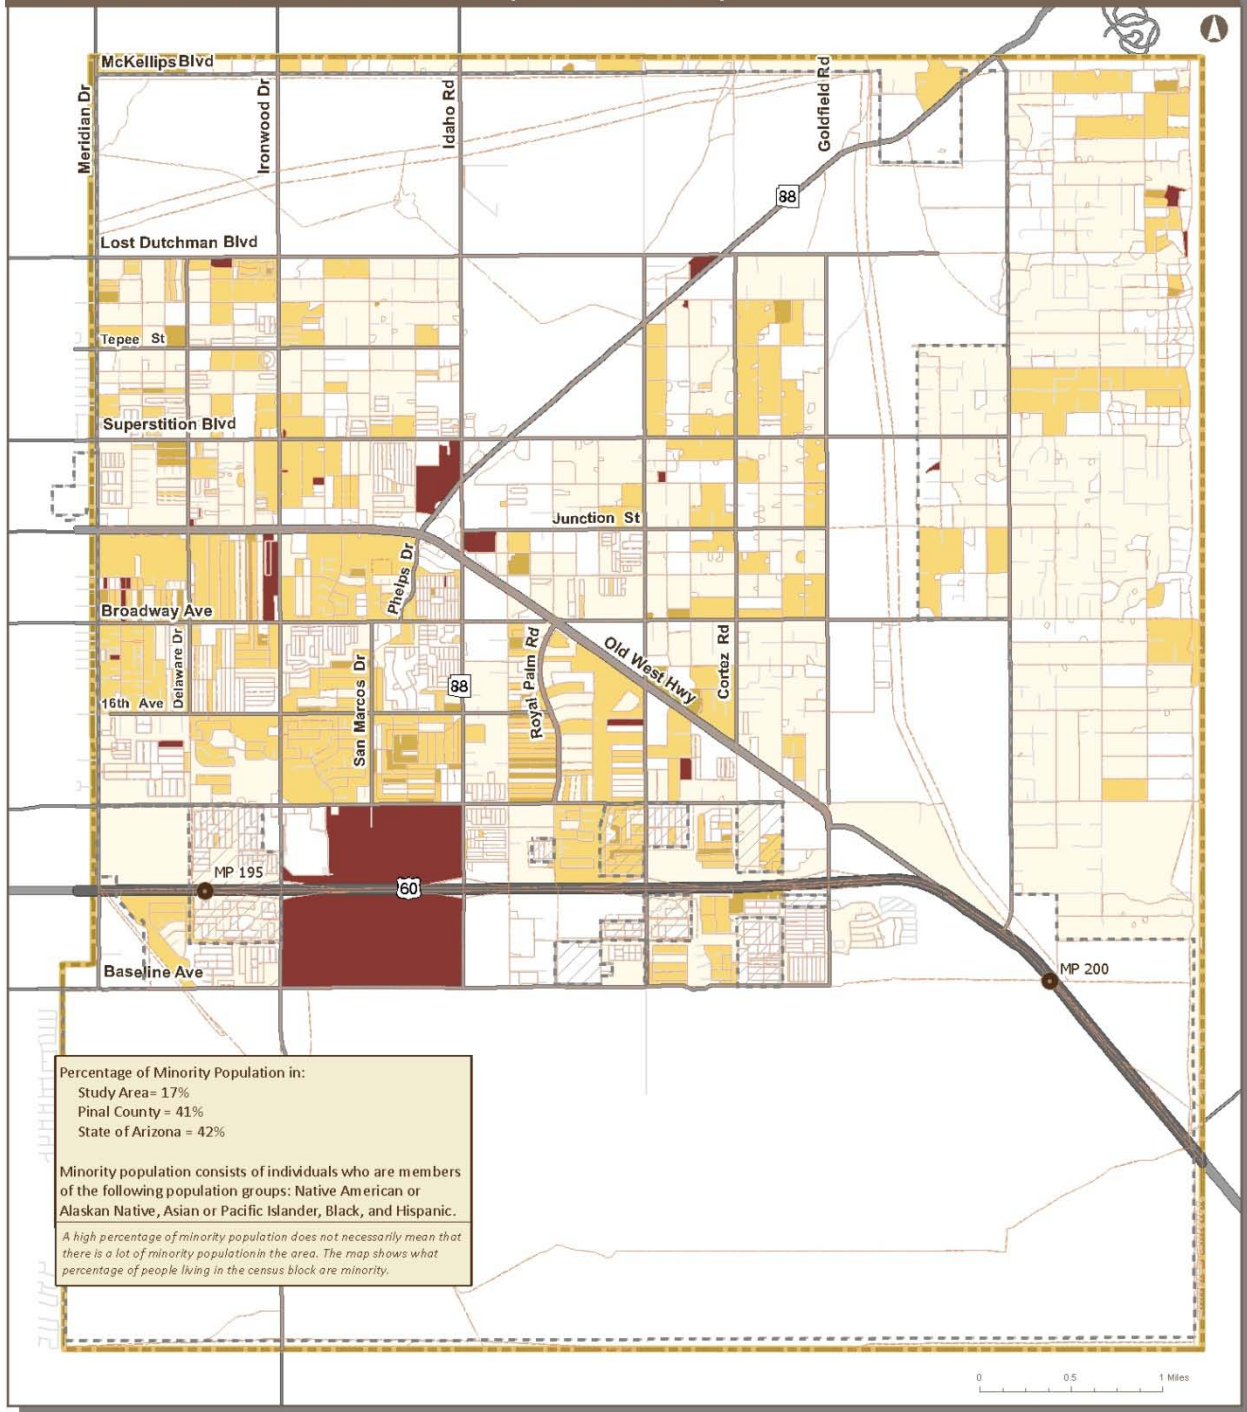 McKellips Blvd
Meridian Dr
Ironwood Dr
Idaho Rd
Goldfield Rd
88
Lost Dutchman Blvd
Tepee St
Superstition Blvd
Junction St
Phelps Dr
Broadway Ave
Delaware Dr
San Marcos Dr
88
Royal Palm Rd
Old West Hwy
Cortez Rd
16th Ave
MP 195
60
Baseline Ave
MP 200
Percentage of Minority Population in:
Study Area= 17%
Pinal County = 41%
State of Arizona = 42%
Minority population consists of individuals who are members
of the following population groups: Native American or
Alaskan Native, Asian or Pacific Islander, Black, and Hispanic.
A high percentage of minority population does not necessarily mean that
there is a lot of minority populationin the area. The map shows what
percentage of people living in the census block are minority.
0 0.5 1 Miles